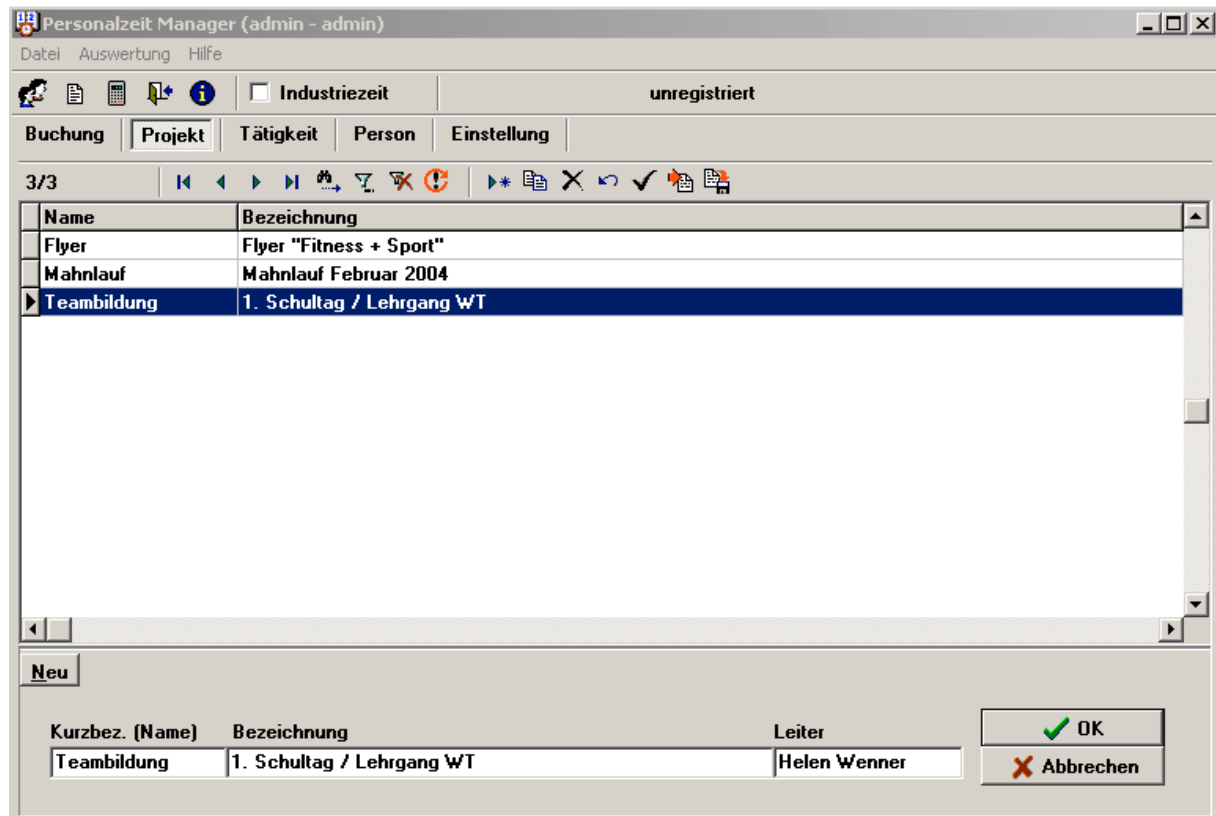 Personalzeit Manager (admin - admin)
Datei Auswertung Hilfe
Industriezeit unregistriert
Buchung Projekt Tätigkeit Person Einstellung
3/3
Name Bezeichnung
Flyer Flyer "Fitness + Sport"
Mahnlauf Mahnlauf Februar 2004
Teambildung 1. Schultag / Lehrgang WT
Neu
Kurzbez. (Name) Bezeichnung Leiter OK
Teambildung 1. Schultag / Lehrgang WT Helen Wenner Abbrechen